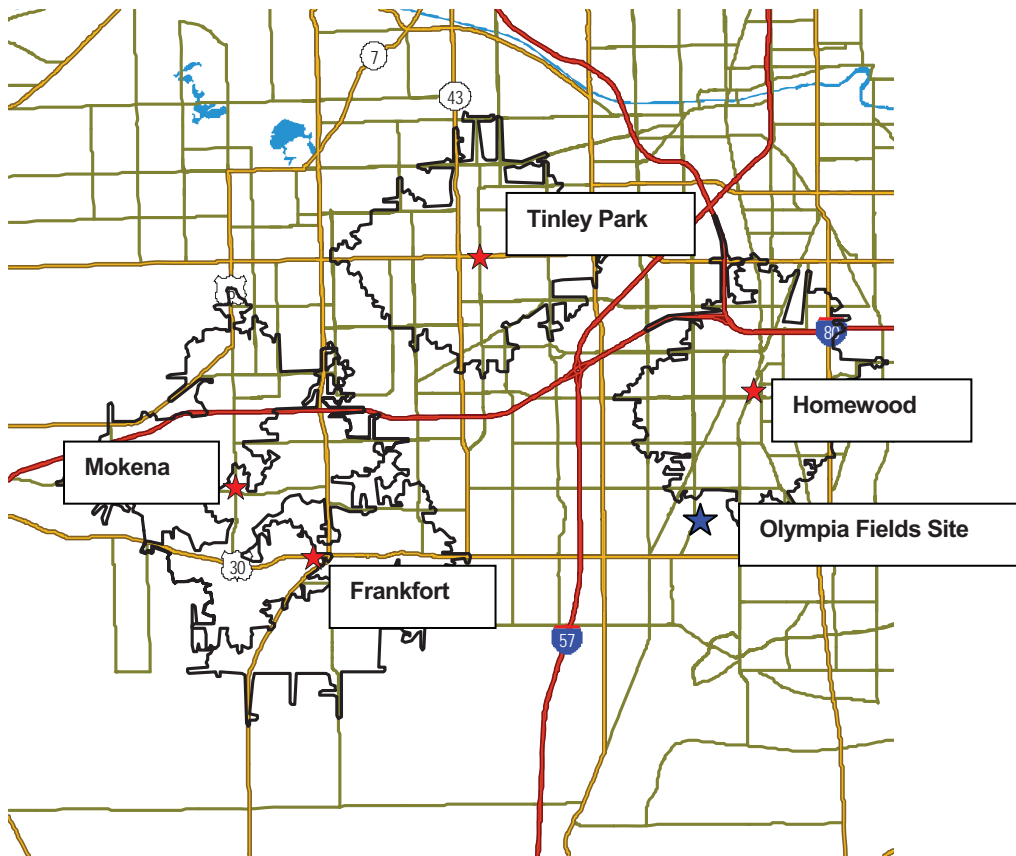 7
43
Tinley Park
80
Homewood
Mokena
Olympia Fields Site
30
Frankfort
57